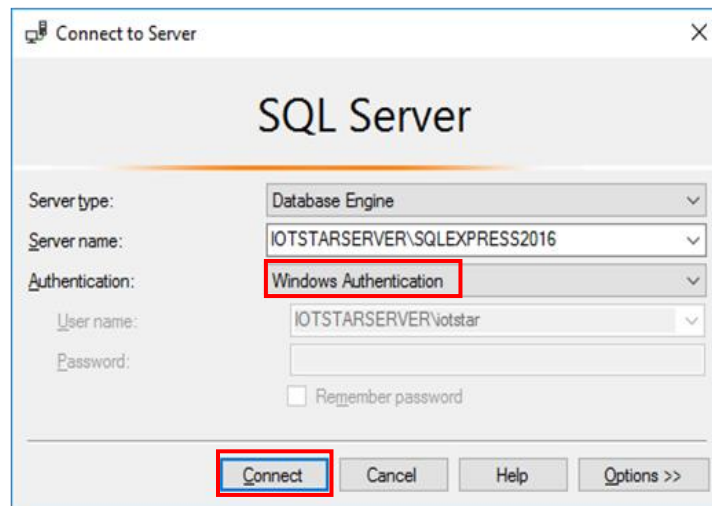 Connect to Server
SQL Server
Server type: Database Engine
Server name: IOTSTARSERVER\SQLEXPRESS2016
Authentication: Windows Authentication
User name: IOTSTARSERVER\iotstar
Password:
Remember password
Connect Cancel Help Options >>